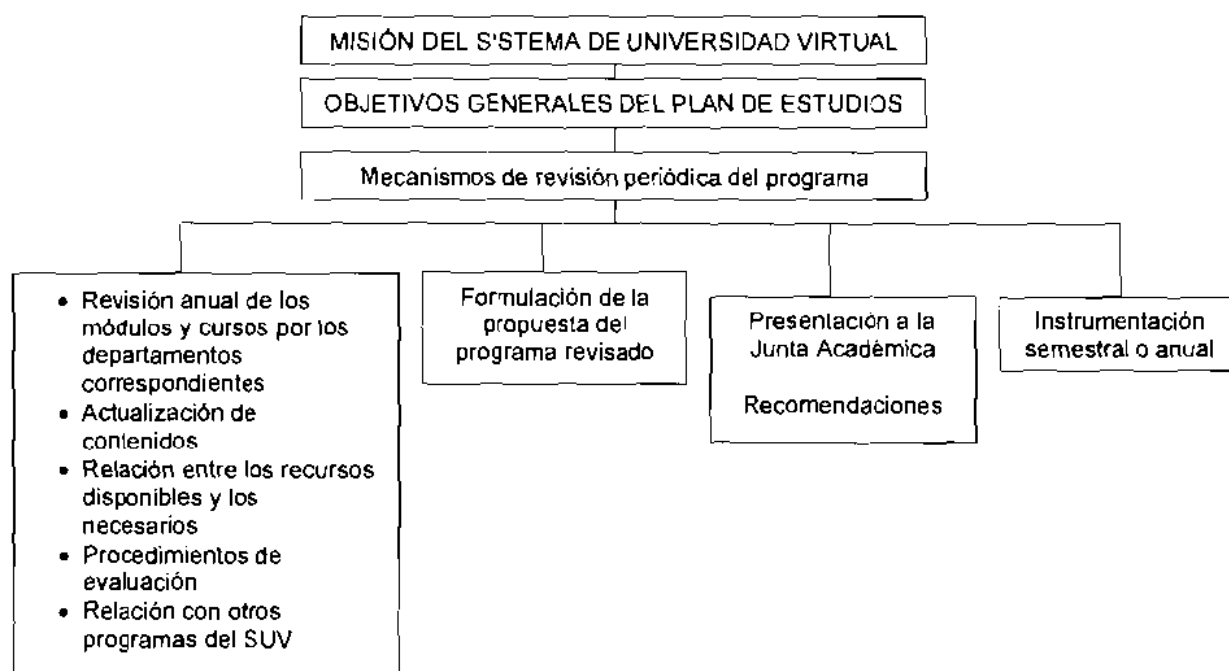 MISIÓN DEL SISTEMA DE UNIVERSIDAD VIRTUAL
OBJETIVOS GENERALES DEL PLAN DE ESTUDIOS
Mecanismos de revisión periódica del programa
• Revisión anual de los
módulos y cursos por los
departamentos
correspondientes
• Actualización de
contenidos
• Relación entre los recursos
disponibles y los
necesarios
• Procedimientos de
evaluación
• Relación con otros
programas del SUV
Formulación de la
propuesta del
programa revisado
Presentación a la
Junta Académica
Recomendaciones
Instrumentación
semestral o anual